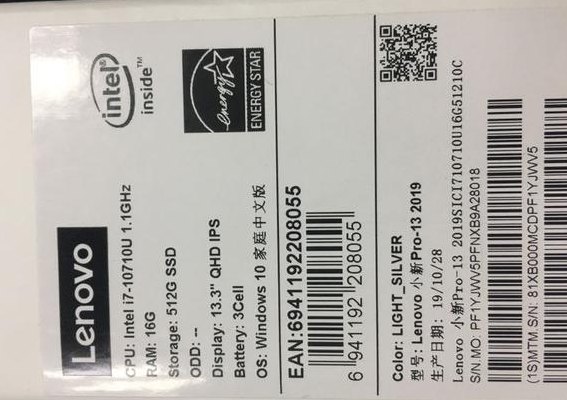 intel
inside™
energy
ENERGY STAR
Lenovo
CPU: Intel i7-10710U 1.1GHz
RAM: 16G
Storage: 512G SSD
ODD: --
Display: 13.3" QHD IPS
Battery: 3Cell
OS: Windows 10 家庭中文版
EAN:6941192208055
6 941192 208055
Color: LIGHT_SILVER
型号: Lenovo 小新Pro-13 2019
生产日期: 19/10/28
Lenovo 小新Pro-13 2019SICI710710U16G51210C
S/N.MO: PF1YJWV5PFNXB9A28018
(1S)MTM.S/N: 81XB000MCDPF1YJWV5